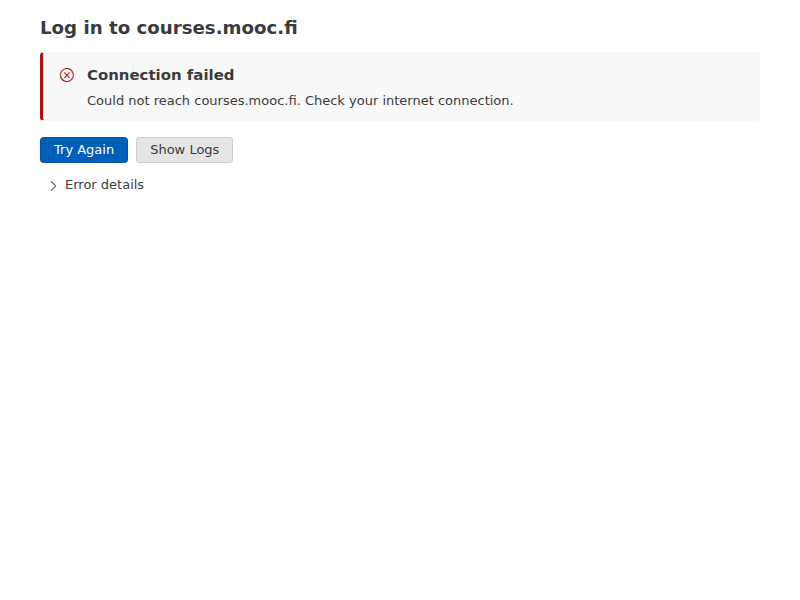 Log in to courses.mooc.fi
Connection failed
Could not reach courses.mooc.fi. Check your internet connection.
Try Again Show Logs
Error details